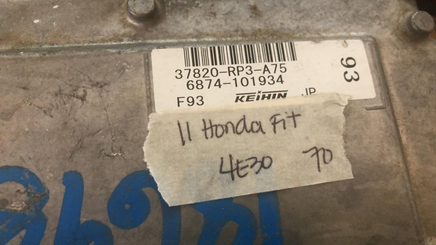 37820-RP3-A75
6874-101934
F93 KEIHIN JP
93
11 Honda Fit
4E30 70